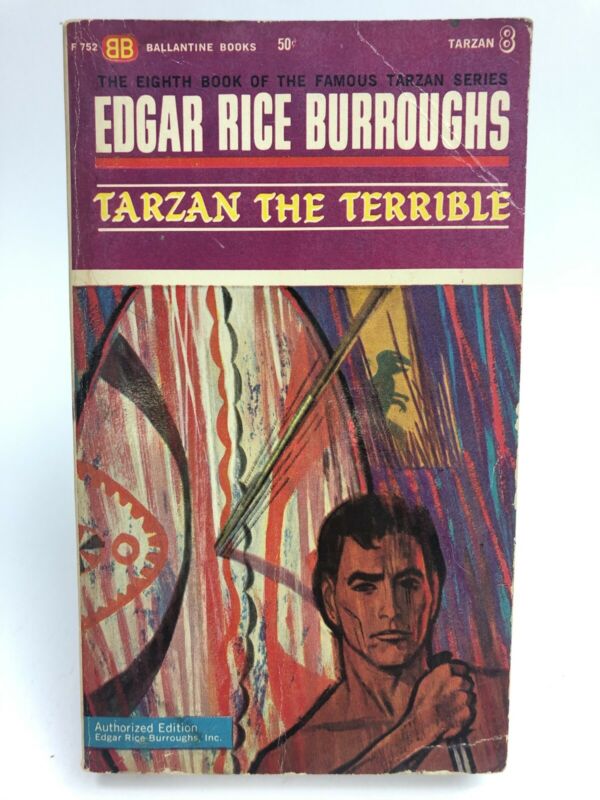 F 752 BB BALLANTINE BOOKS 50¢ TARZAN 8
THE EIGHTH BOOK OF THE FAMOUS TARZAN SERIES
EDGAR RICE BURROUGHS
TARZAN THE TERRIBLE
Authorized Edition
Edgar Rice Burroughs, Inc.